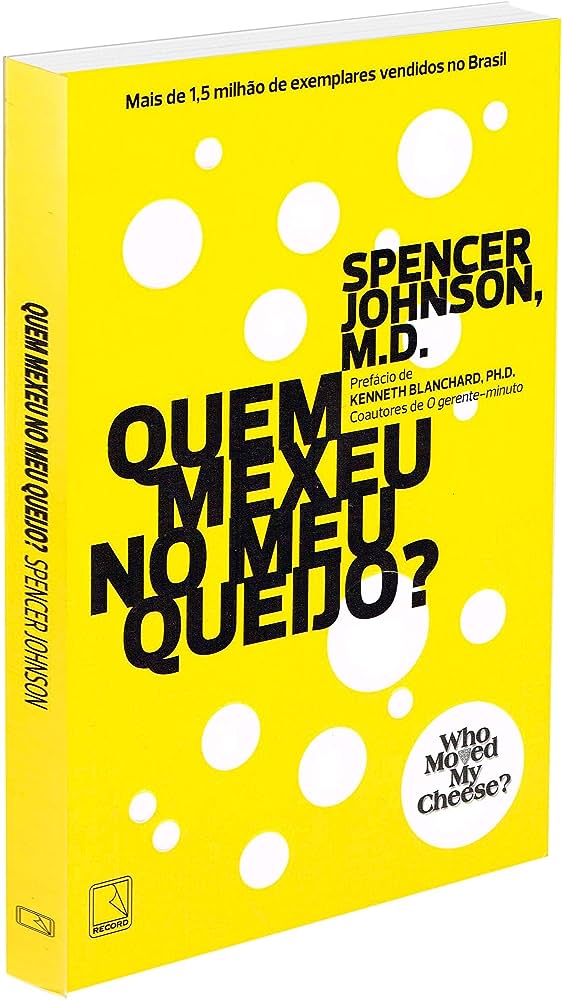 Mais de 1,5 milhão de exemplares vendidos no Brasil
SPENCER
JOHNSON,
M.D.
Prefácio de
KENNETH BLANCHARD, PH.D.
Coautores de O gerente-minuto
QUEM
MEXEU
NO MEU
QUEIJO?
Who
Moved
My
Cheese?
RECORD
QUEM MEXEU NO MEU QUEIJO? SPENCER JOHNSON